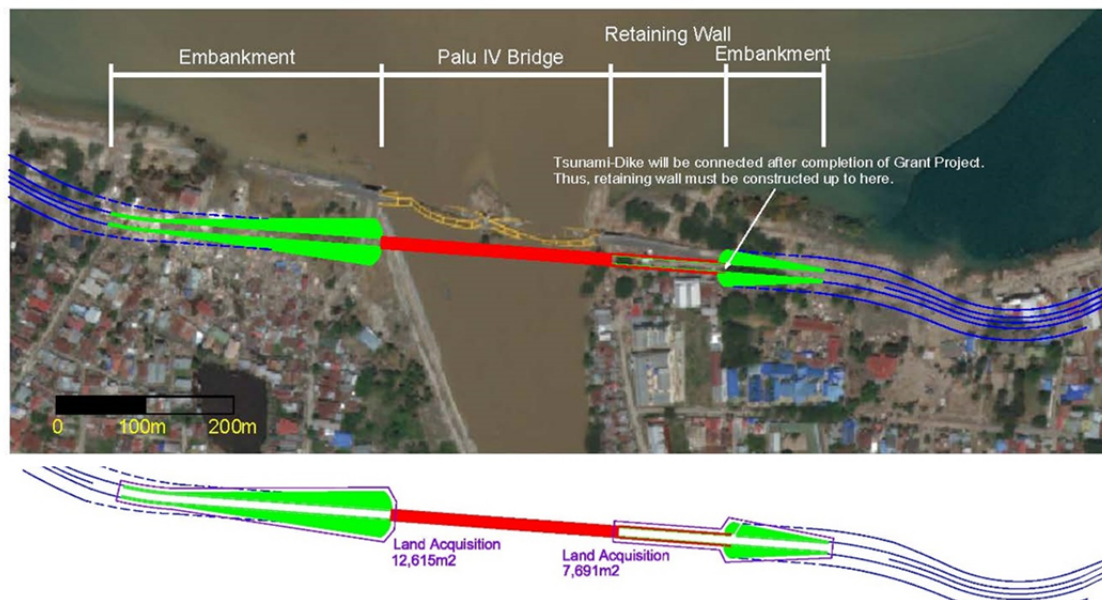 Retaining Wall
Embankment
Palu IV Bridge
Embankment
Tsunami-Dike will be connected after completion of Grant Project.
Thus, retaining wall must be constructed up to here.
0
100m
200m
Land Acquisition
12,615m2
Land Acquisition
7,691m2